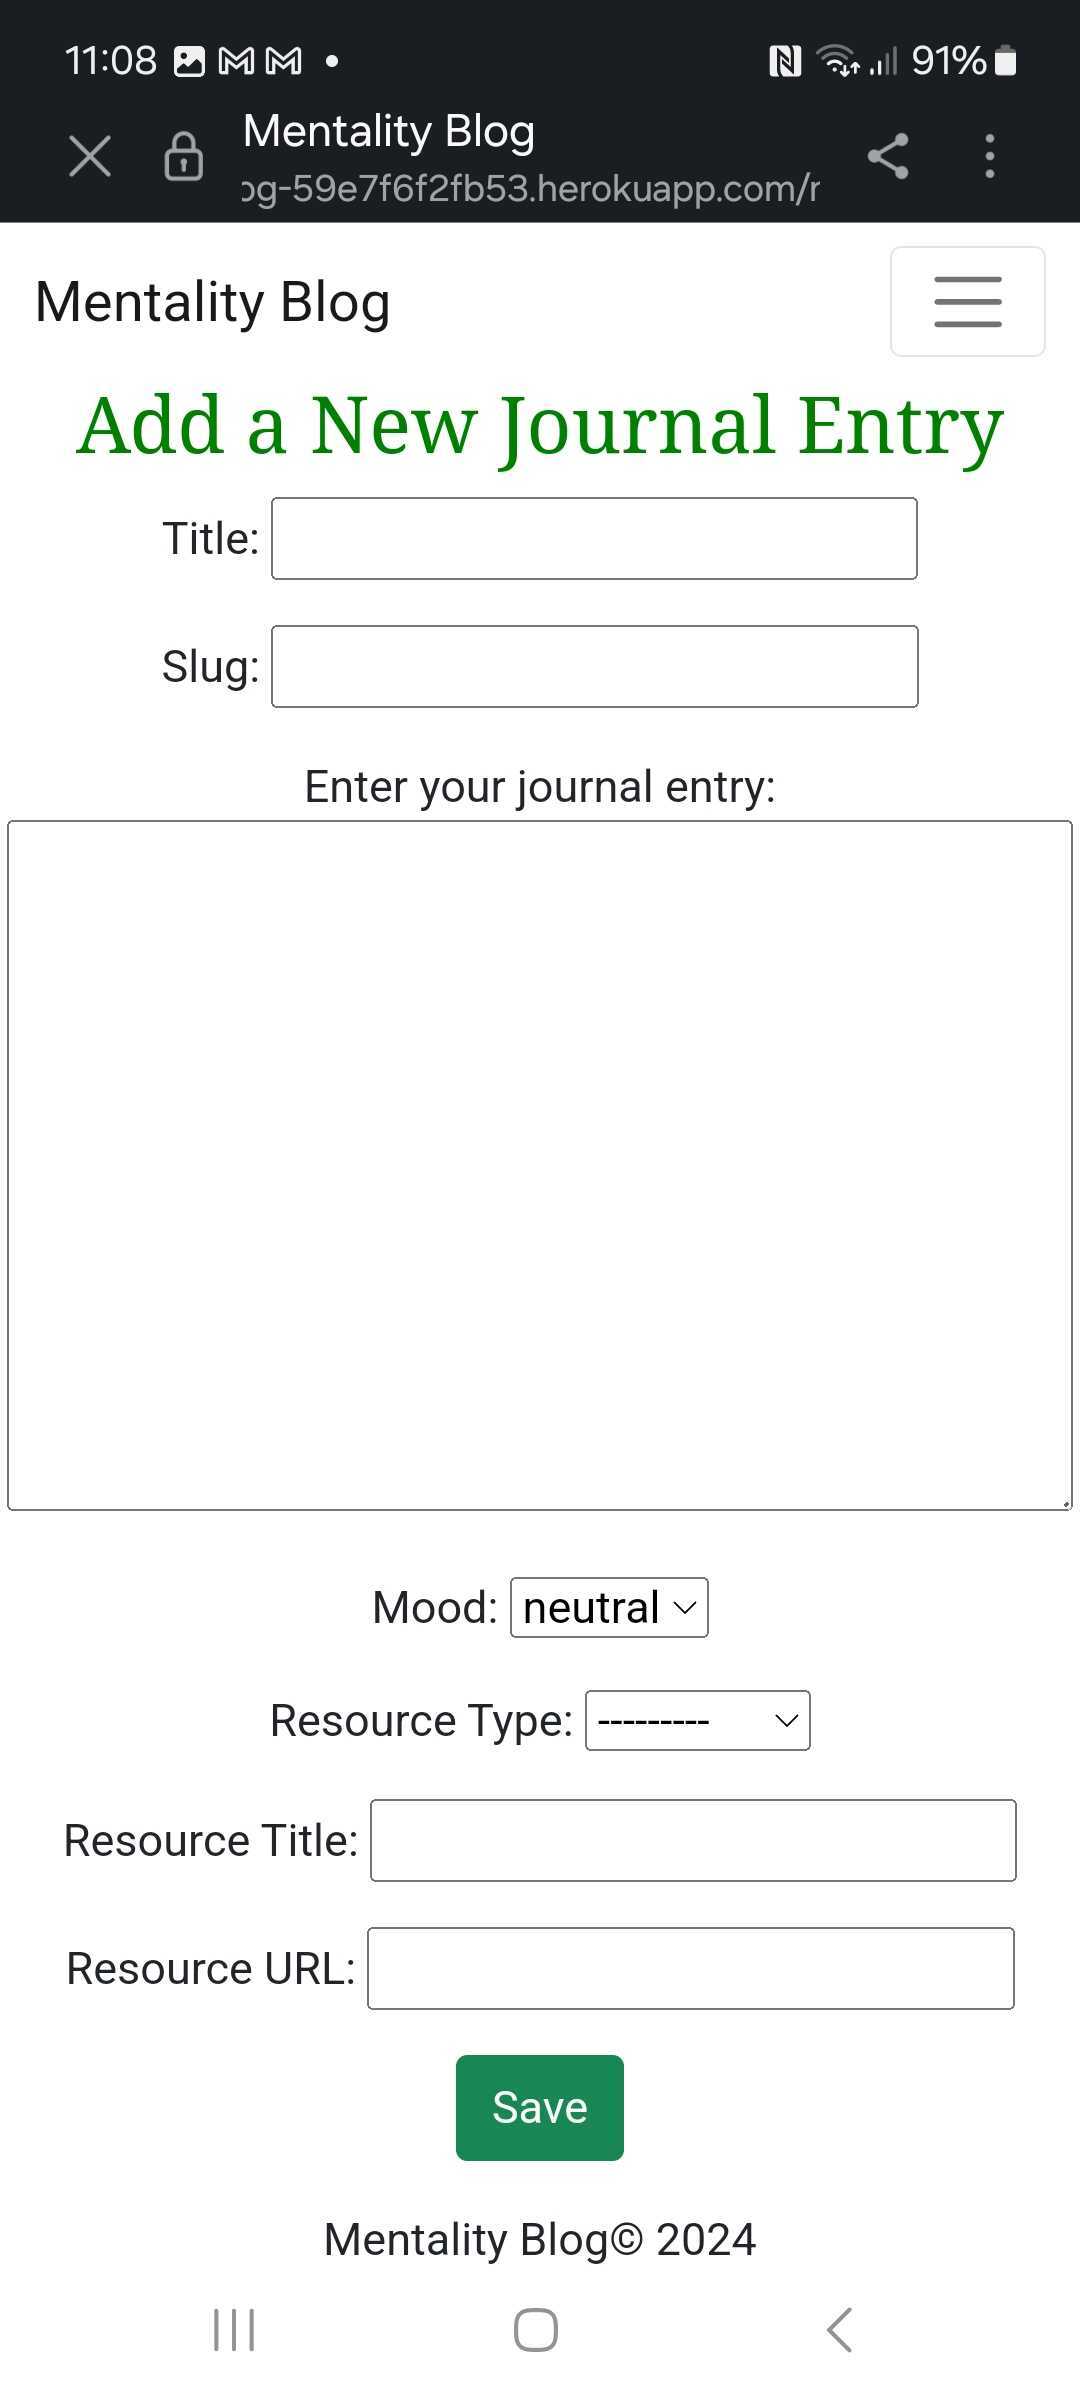 11:08
91%
Mentality Blog
og-59e7f6f2fb53.herokuapp.com/r
Mentality Blog
Add a New Journal Entry
Title:
Slug:
Enter your journal entry:
Mood: neutral
Resource Type: ---------
Resource Title:
Resource URL:
Save
Mentality Blog© 2024